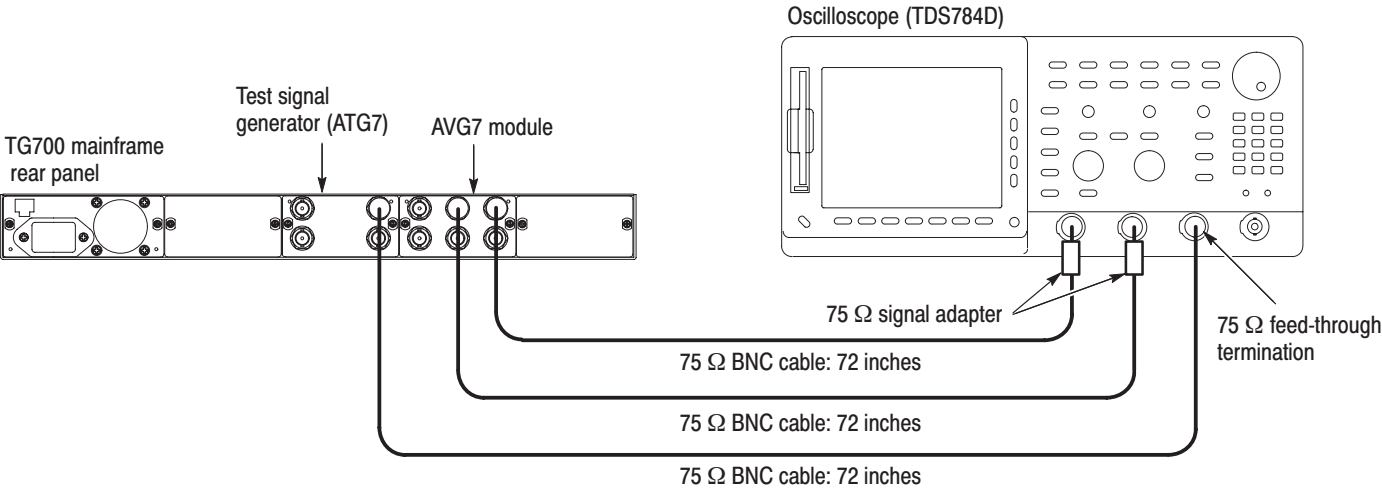 Oscilloscope (TDS784D)
Test signal
generator (ATG7)
AVG7 module
TG700 mainframe
rear panel
75 Ω signal adapter
75 Ω feed-through
termination
75 Ω BNC cable: 72 inches
75 Ω BNC cable: 72 inches
75 Ω BNC cable: 72 inches